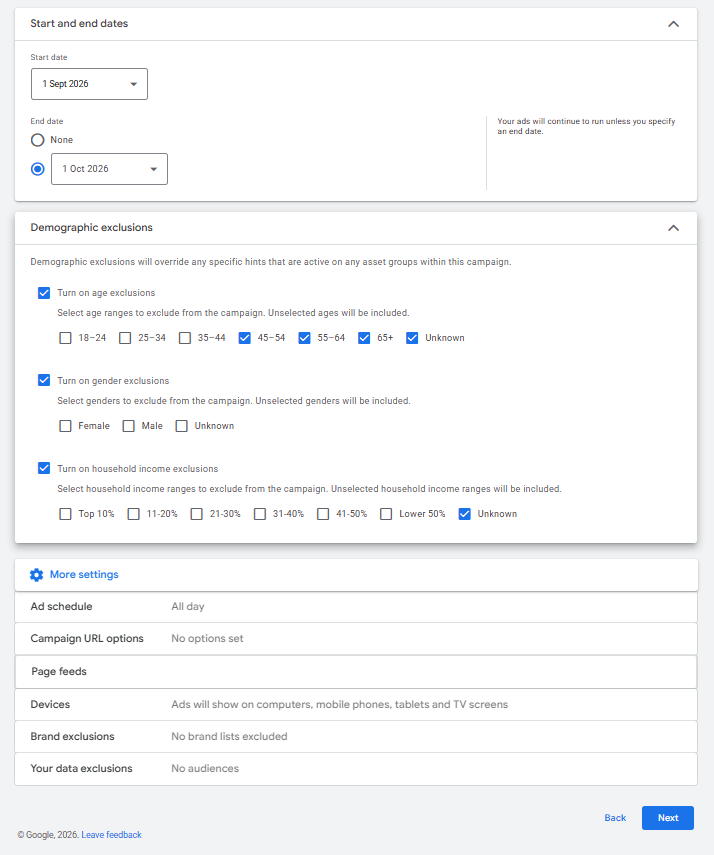 Start and end dates
Start date
1 Sept 2026
End date
None
1 Oct 2026
Your ads will continue to run unless you specify
an end date.
Demographic exclusions
Demographic exclusions will override any specific hints that are active on any asset groups within this campaign.
Turn on age exclusions
Select age ranges to exclude from the campaign. Unselected ages will be included.
18–24 25–34 35–44 45–54 55–64 65+ Unknown
Turn on gender exclusions
Select genders to exclude from the campaign. Unselected genders will be included.
Female Male Unknown
Turn on household income exclusions
Select household income ranges to exclude from the campaign. Unselected household income ranges will be included.
Top 10% 11-20% 21-30% 31-40% 41-50% Lower 50% Unknown
More settings
Ad schedule All day
Campaign URL options No options set
Page feeds
Devices Ads will show on computers, mobile phones, tablets and TV screens
Brand exclusions No brand lists excluded
Your data exclusions No audiences
Back Next
© Google, 2026. Leave feedback